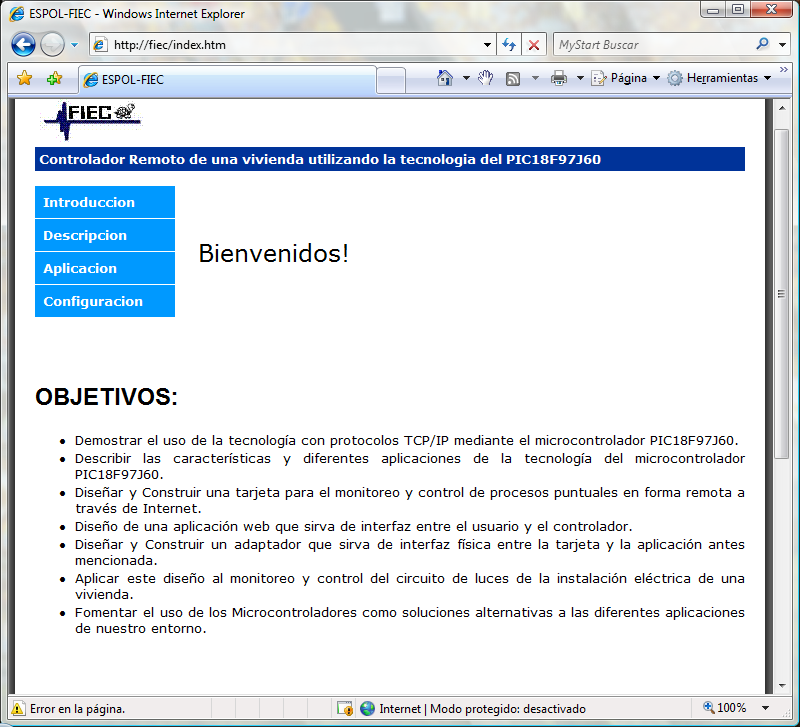 ESPOL-FIEC - Windows Internet Explorer
http://fiec/index.htm
MyStart Buscar
ESPOL-FIEC
Página
Herramientas
»
FIEC
Controlador Remoto de una vivienda utilizando la tecnologia del PIC18F97J60
Introduccion
Descripcion
Aplicacion
Configuracion
Bienvenidos!
OBJETIVOS:
• Demostrar el uso de la tecnología con protocolos TCP/IP mediante el microcontrolador PIC18F97J60.
• Describir las características y diferentes aplicaciones de la tecnología del microcontrolador
PIC18F97J60.
• Diseñar y Construir una tarjeta para el monitoreo y control de procesos puntuales en forma remota a
través de Internet.
• Diseño de una aplicación web que sirva de interfaz entre el usuario y el controlador.
• Diseñar y Construir un adaptador que sirva de interfaz física entre la tarjeta y la aplicación antes
mencionada.
• Aplicar este diseño al monitoreo y control del circuito de luces de la instalación eléctrica de una
vivienda.
• Fomentar el uso de los Microcontroladores como soluciones alternativas a las diferentes aplicaciones
de nuestro entorno.
Error en la página.
Internet | Modo protegido: desactivado
100%